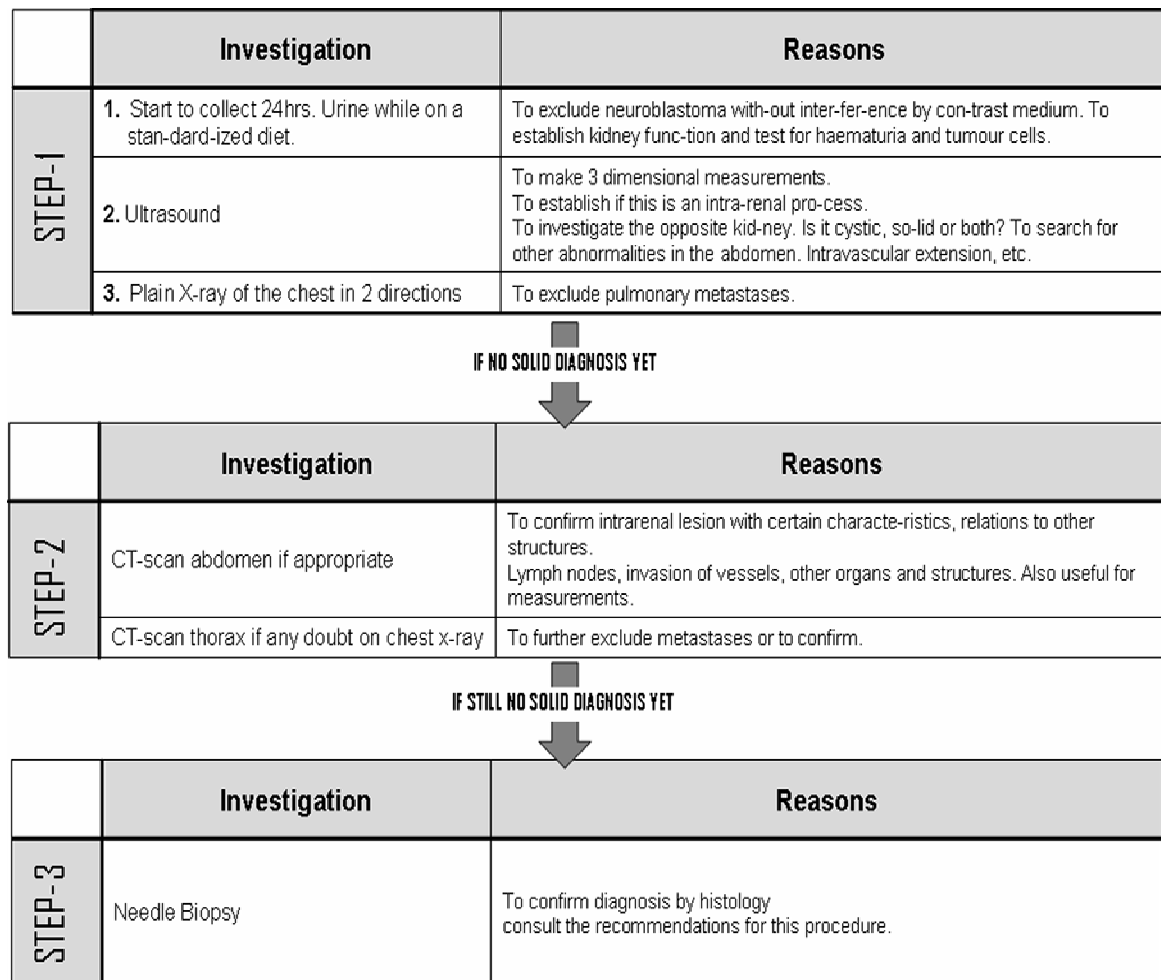 Investigation
Reasons
STEP-1
1. Start to collect 24hrs. Urine while on a
stan-dard-ized diet.
To exclude neuroblastoma with-out inter-fer-ence by con-trast medium. To
establish kidney func-tion and test for haematuria and tumour cells.
2. Ultrasound
To make 3 dimensional measurements.
To establish if this is an intra-renal pro-cess.
To investigate the opposite kid-ney. Is it cystic, so-lid or both? To search for
other abnormalities in the abdomen. Intravascular extension, etc.
3. Plain X-ray of the chest in 2 directions
To exclude pulmonary metastases.
IF NO SOLID DIAGNOSIS YET
Investigation
Reasons
STEP-2
CT-scan abdomen if appropriate
To confirm intrarenal lesion with certain characte-ristics, relations to other
structures.
Lymph nodes, invasion of vessels, other organs and structures. Also useful for
measurements.
CT-scan thorax if any doubt on chest x-ray
To further exclude metastases or to confirm.
IF STILL NO SOLID DIAGNOSIS YET
Investigation
Reasons
STEP-3
Needle Biopsy
To confirm diagnosis by histology
consult the recommendations for this procedure.